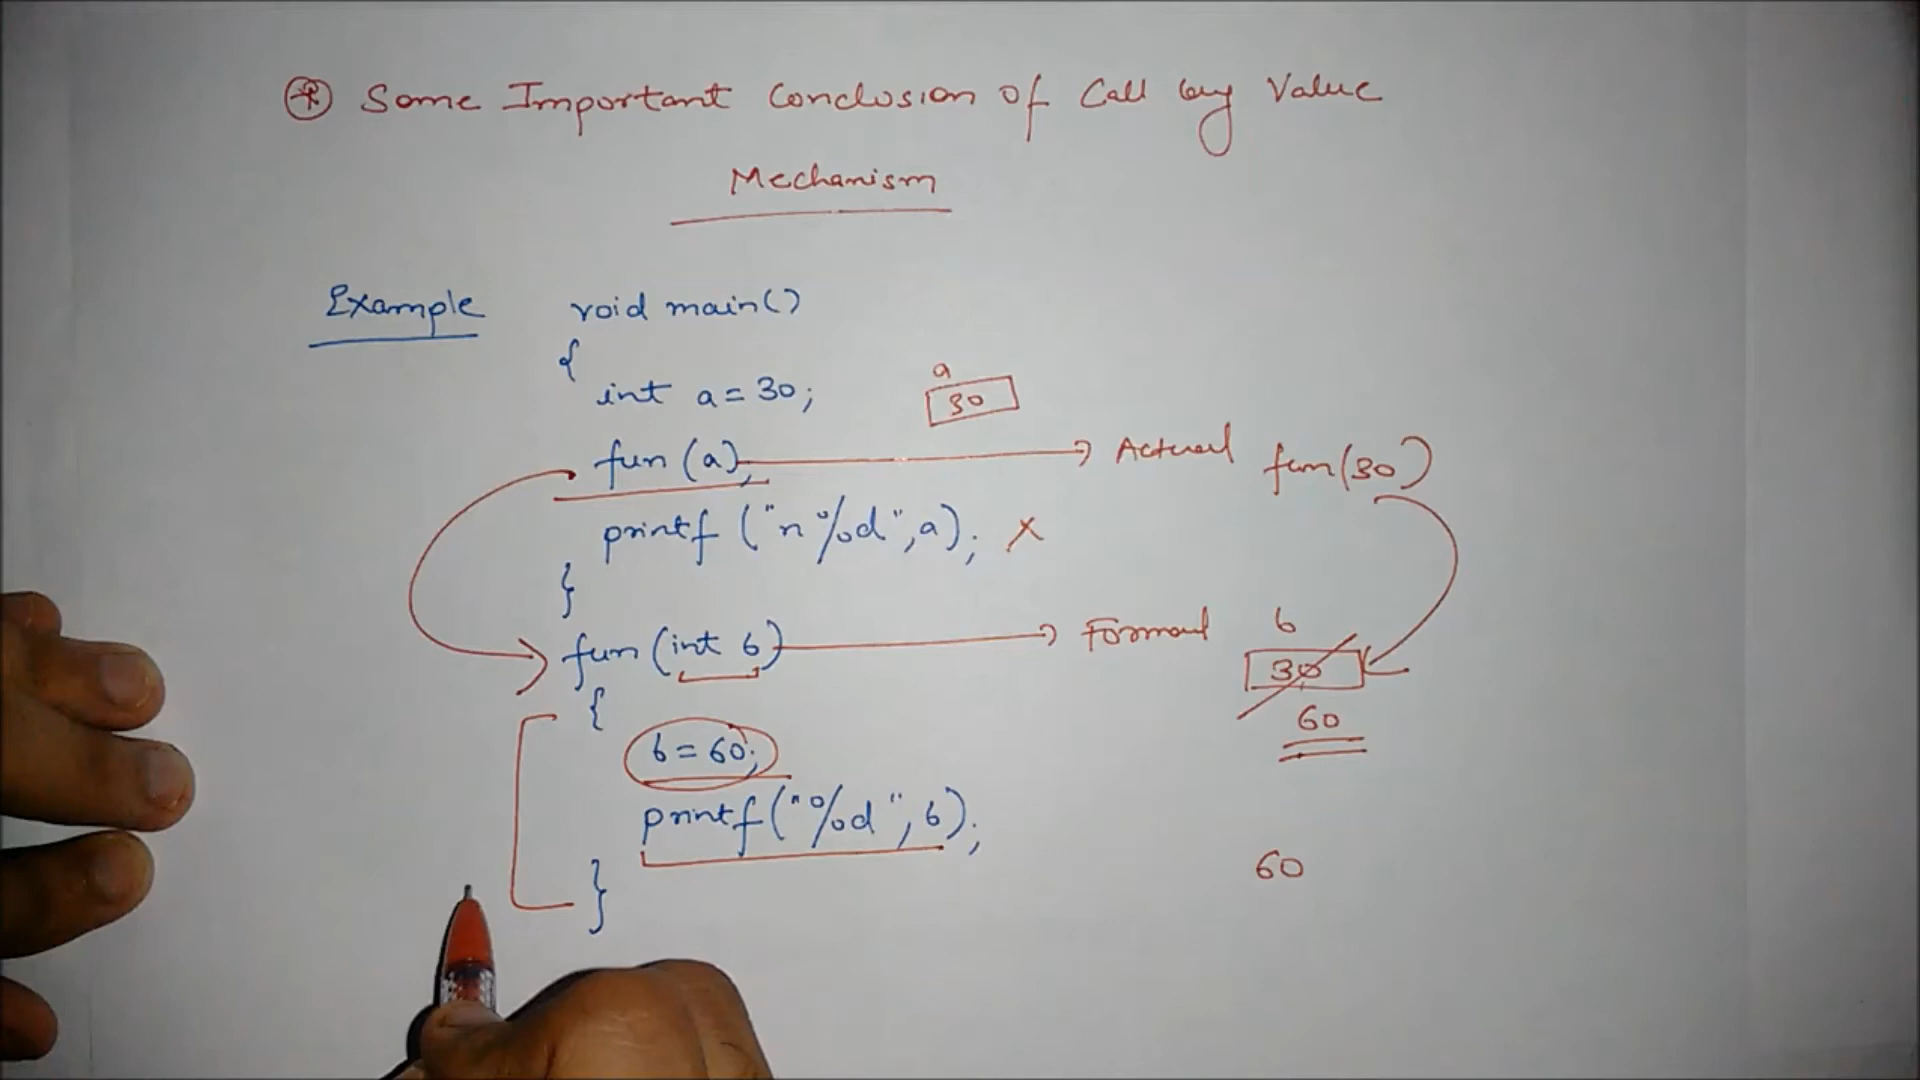 * Some Important Conclusion of Call by Value
Mechanism
Example void main()
{
int a = 30; a 30
fun (a); Actual fun(30)
printf ("n %d", a); X
}
fun (int b) Formal b
30
{ 60
b = 60;
printf("%d", b);
60
}